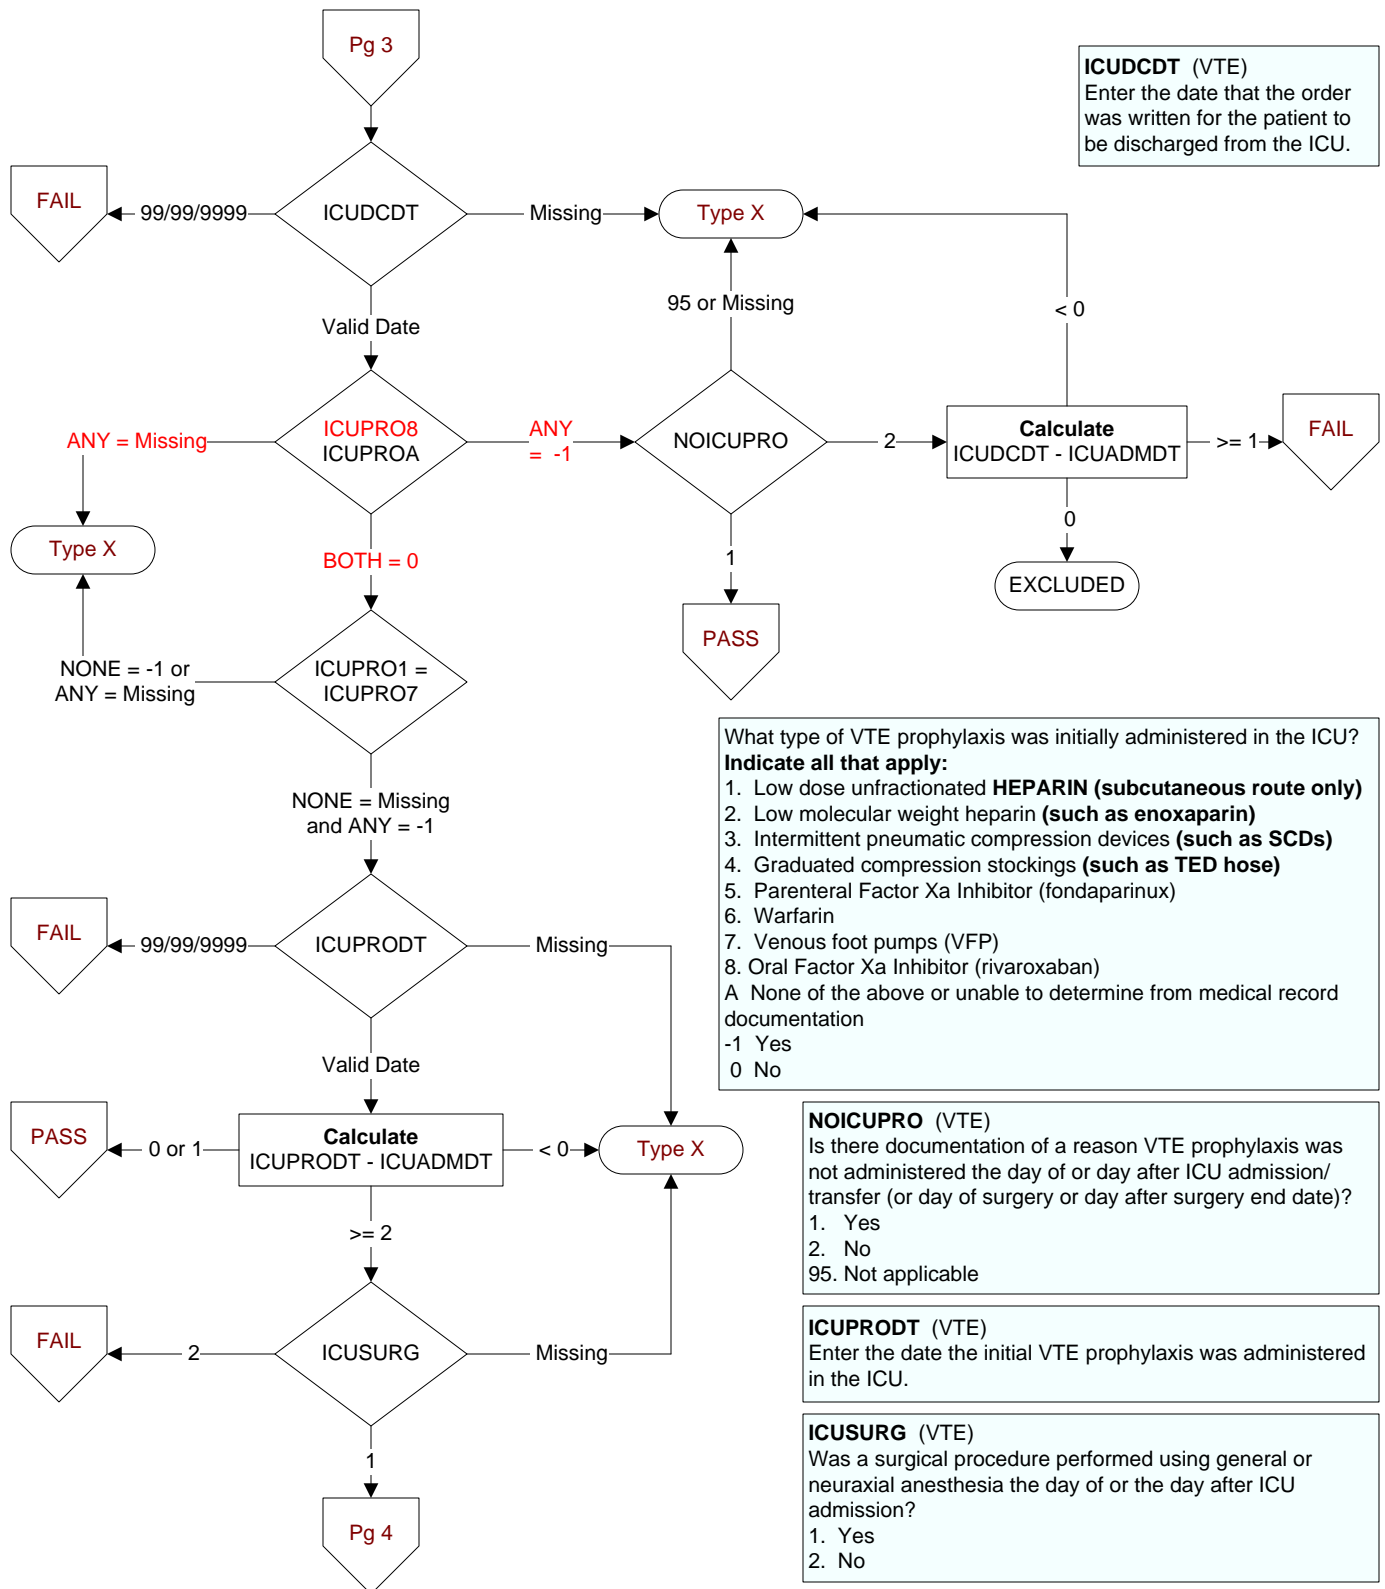 Pg 3
ICUDCDT (VTE)
Enter the date that the order
was written for the patient to
be discharged from the ICU.
FAIL
99/99/9999
ICUDCDT
Missing
Type X
Valid Date
95 or Missing
< 0
ANY = Missing
ICUPRO8
ICUPROA
ANY
= -1
NOICUPRO
2
Calculate
ICUDCDT - ICUADMDT
>= 1
FAIL
Type X
BOTH = 0
1
0
EXCLUDED
PASS
NONE = -1 or
ANY = Missing
ICUPRO1 =
ICUPRO7
What type of VTE prophylaxis was initially administered in the ICU?
Indicate all that apply:
1. Low dose unfractionated HEPARIN (subcutaneous route only)
2. Low molecular weight heparin (such as enoxaparin)
3. Intermittent pneumatic compression devices (such as SCDs)
4. Graduated compression stockings (such as TED hose)
5. Parenteral Factor Xa Inhibitor (fondaparinux)
6. Warfarin
7. Venous foot pumps (VFP)
8. Oral Factor Xa Inhibitor (rivaroxaban)
A None of the above or unable to determine from medical record
documentation
-1 Yes
0 No
NONE = Missing
and ANY = -1
FAIL
99/99/9999
ICUPRODT
Missing
Valid Date
PASS
0 or 1
Calculate
ICUPRODT - ICUADMDT
< 0
Type X
NOICUPRO (VTE)
Is there documentation of a reason VTE prophylaxis was
not administered the day of or day after ICU admission/
transfer (or day of surgery or day after surgery end date)?
1. Yes
2. No
95. Not applicable
>= 2
FAIL
2
ICUSURG
Missing
ICUPRODT (VTE)
Enter the date the initial VTE prophylaxis was administered
in the ICU.
ICUSURG (VTE)
Was a surgical procedure performed using general or
neuraxial anesthesia the day of or the day after ICU
admission?
1. Yes
2. No
1
Pg 4